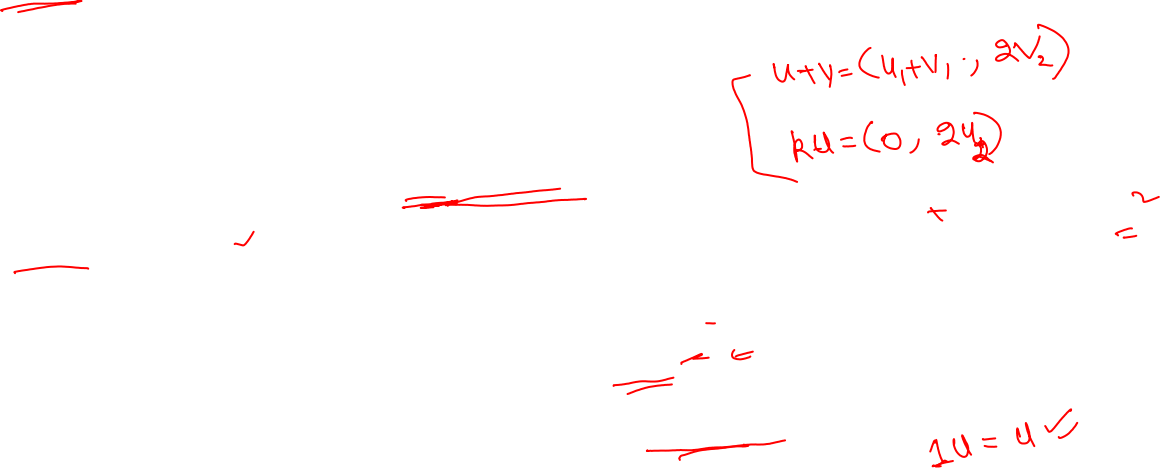 u+v=(u₁+v₁, 2v₂)
ku=(0, 2u₂)
1u = u ✓